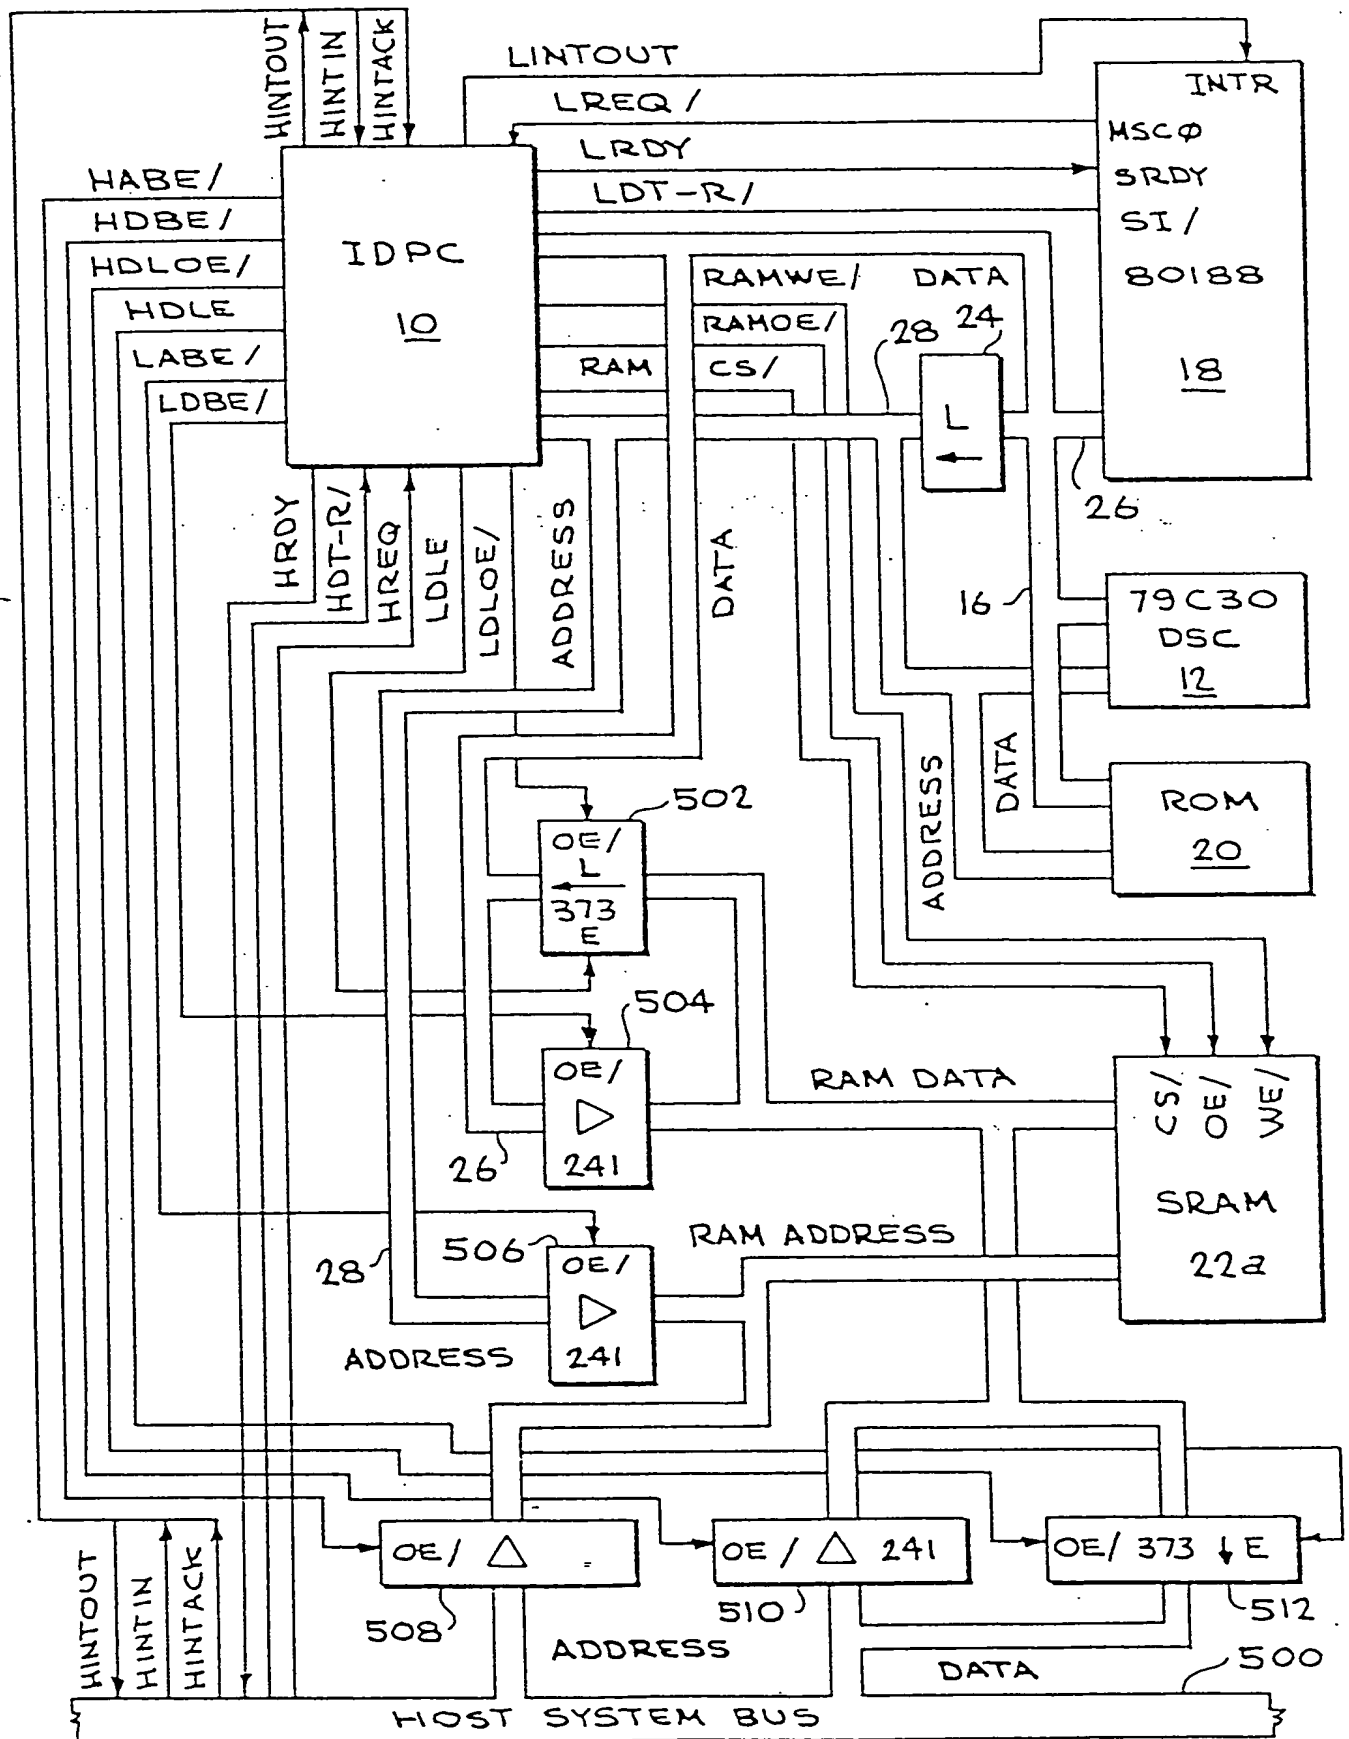 HINTOUT
HINTIN
HINTACK
LINTOUT
LREQ/
LRDY
LDT-R/
INTR
MSCØ
SRDY
SI/
80188
18
HABE/
HDBE/
HDLOE/
HDLE
LABE/
LDBE/
IDPC
10
RAMWE/
DATA
RAMOE/
RAM CS/
28
24
L
26
HRDY
HDT-R/
HREQ
LDLE
LDLOE/
ADDRESS
DATA
16
79C30
DSC
12
ADDRESS
DATA
ROM
20
502
OE/
L
373
E
504
OE/
241
26
RAM DATA
CS/
OE/
WE/
SRAM
22a
RAM ADDRESS
506
OE/
241
28
ADDRESS
OE/
508
OE/ 241
510
OE/ 373 E
512
HINTOUT
HINTIN
HINTACK
ADDRESS
DATA
500
HOST SYSTEM BUS